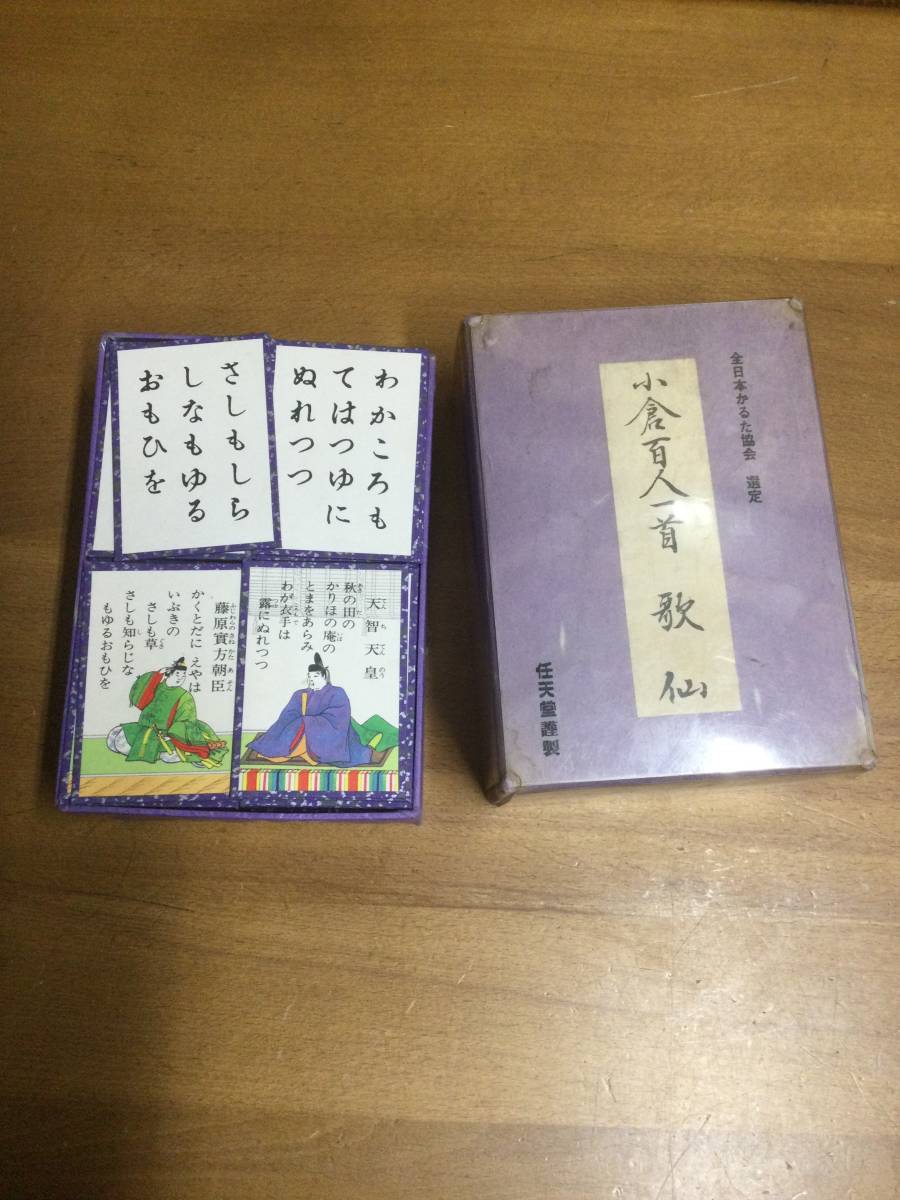 わかころも
てはつゆに
ぬれつつ
さしもしら
しなもゆる
おもひを
天智天皇
秋の田の
かりほの庵の
とまをあらみ
わが衣手は
露にぬれつつ
藤原實方朝臣
かくとだに えやは
いぶきの
さしも草
さしも知らじな
もゆるおもひを
全日本かるた協会 選定
小倉百人一首 歌仙
任天堂謹製